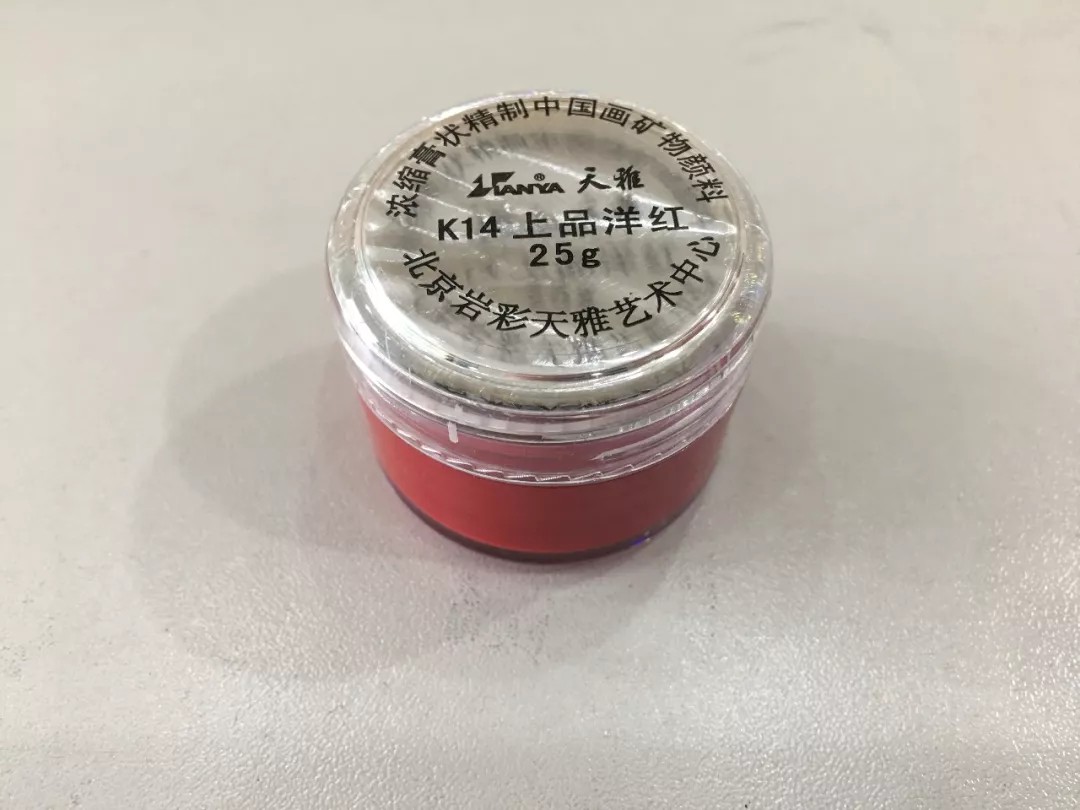 浓缩膏状精制中国画矿物颜料
TIANYA® 天雅
K14 上品洋红
25g
北京岩彩天雅艺术中心